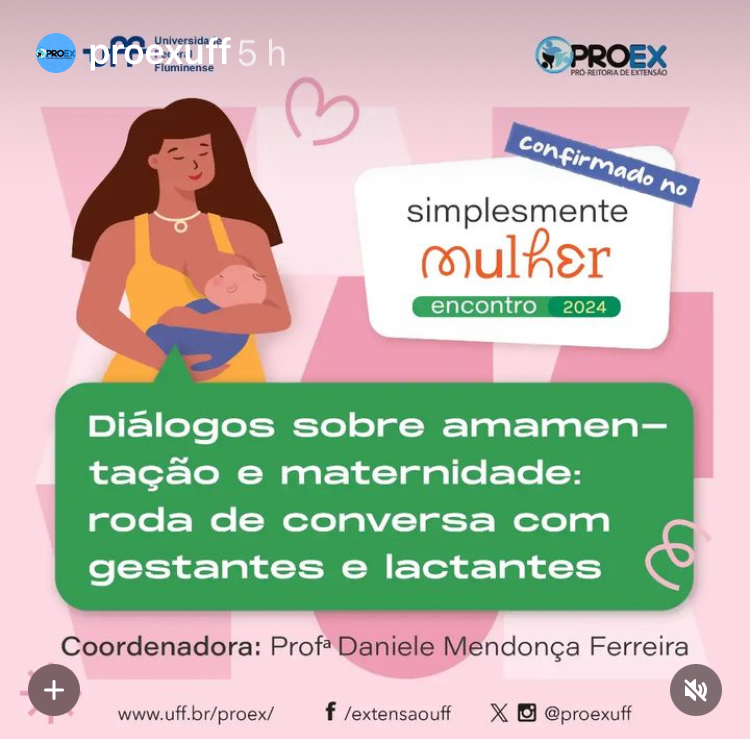 proexuff 5 h
Universidade
Federal
Fluminense
PROEX
PROEX
PRÓ-REITORIA DE EXTENSÃO
confirmado no
simplesmente
mulher
encontro 2024
Diálogos sobre amamen-
tação e maternidade:
roda de conversa com
gestantes e lactantes
Coordenadora: Profª Daniele Mendonça Ferreira
www.uff.br/proex/ f /extensaouff X @proexuff